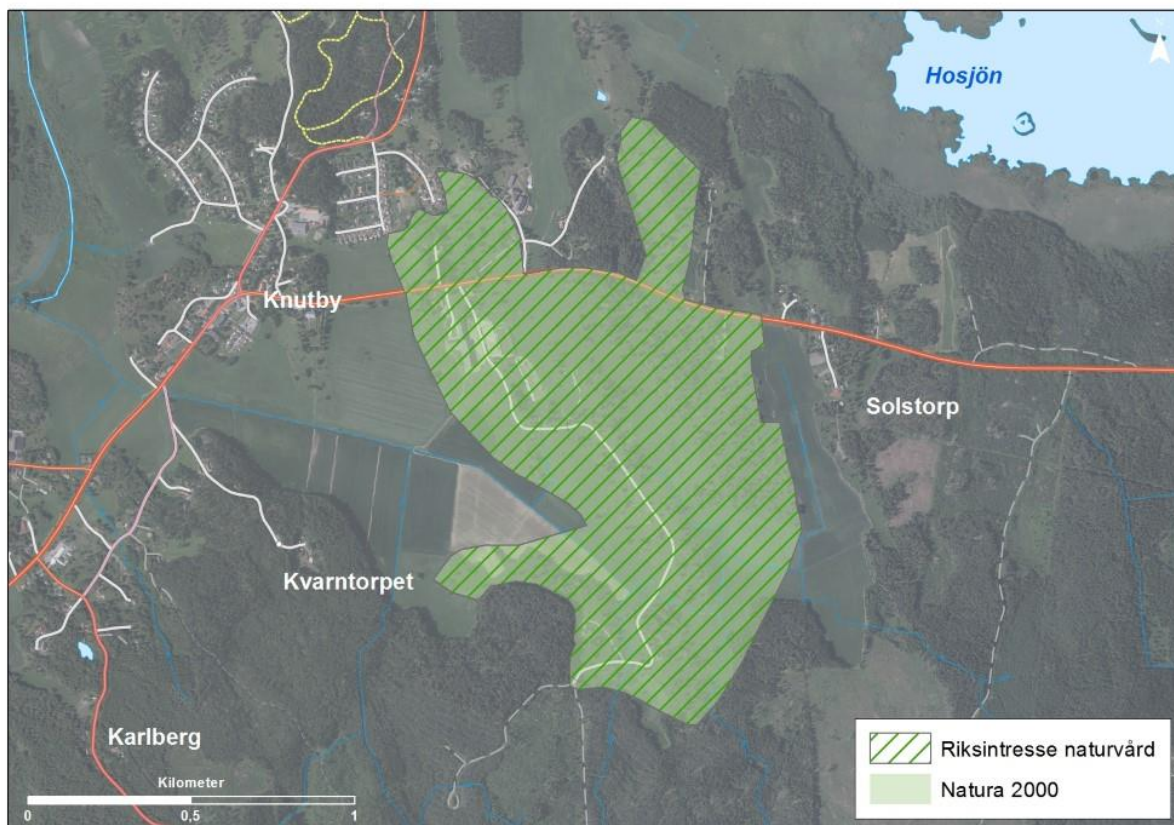 Hosjön
Knutby
Solstorp
Kvarntorpet
Karlberg
Kilometer
0
0,5
1
Riksintresse naturvård
Natura 2000